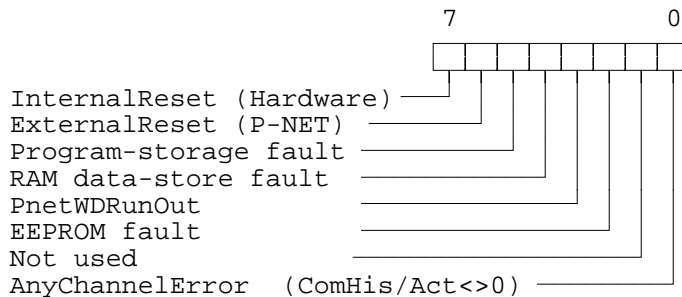 7 0
InternalReset (Hardware)
ExternalReset (P-NET)
Program-storage fault
RAM data-store fault
PnetWDRunOut
EEPROM fault
Not used
AnyChannelError (ComHis/Act<>0)